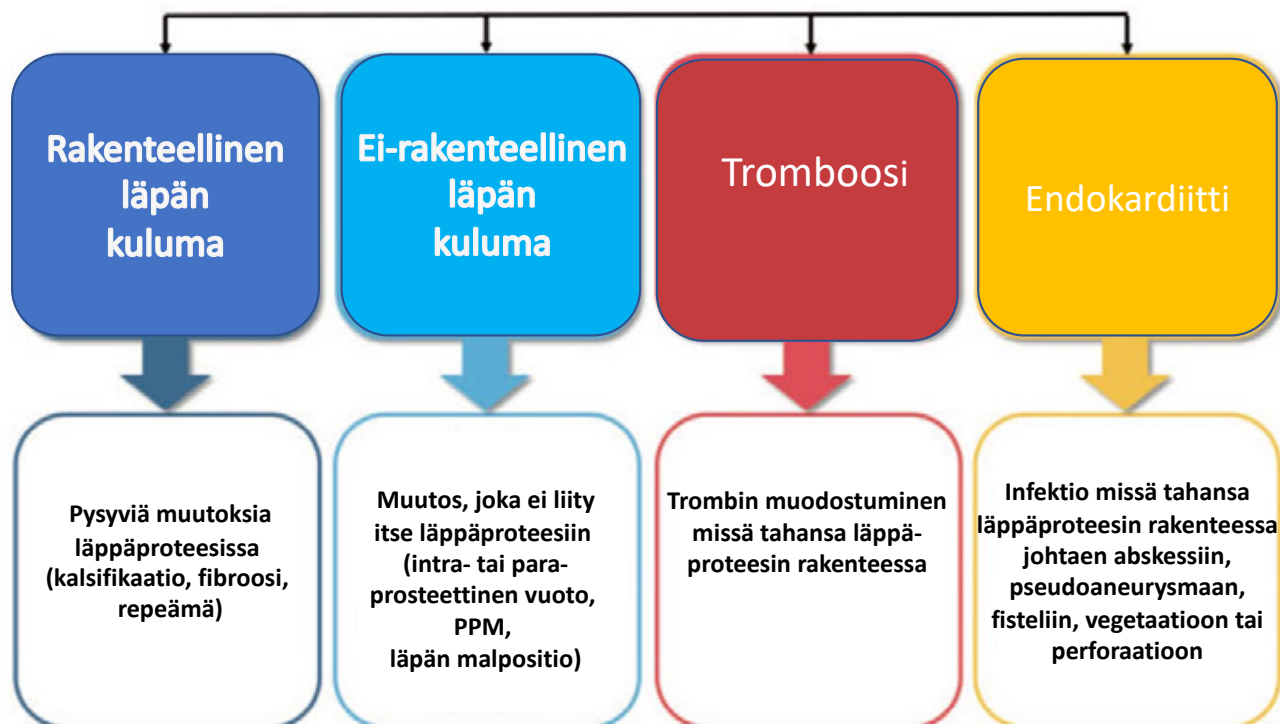 Rakenteellinen
läpän
kuluma
Ei-rakenteellinen
läpän
kuluma
Tromboosi
Endokardiitti
Pysyviä muutoksia
läppäproteesissa
(kalsifikaatio, fibroosi,
repeämä)
Muutos, joka ei liity
itse läppäproteesiin
(intra- tai para-
prosteettinen vuoto,
PPM,
läpän malpositio)
Trombin muodostuminen
missä tahansa läppä-
proteesin rakenteessa
Infektio missä tahansa
läppäproteesin rakenteessa
johtaen abskessiin,
pseudoaneurysmaan,
fisteliin, vegetaatioon tai
perforaatioon